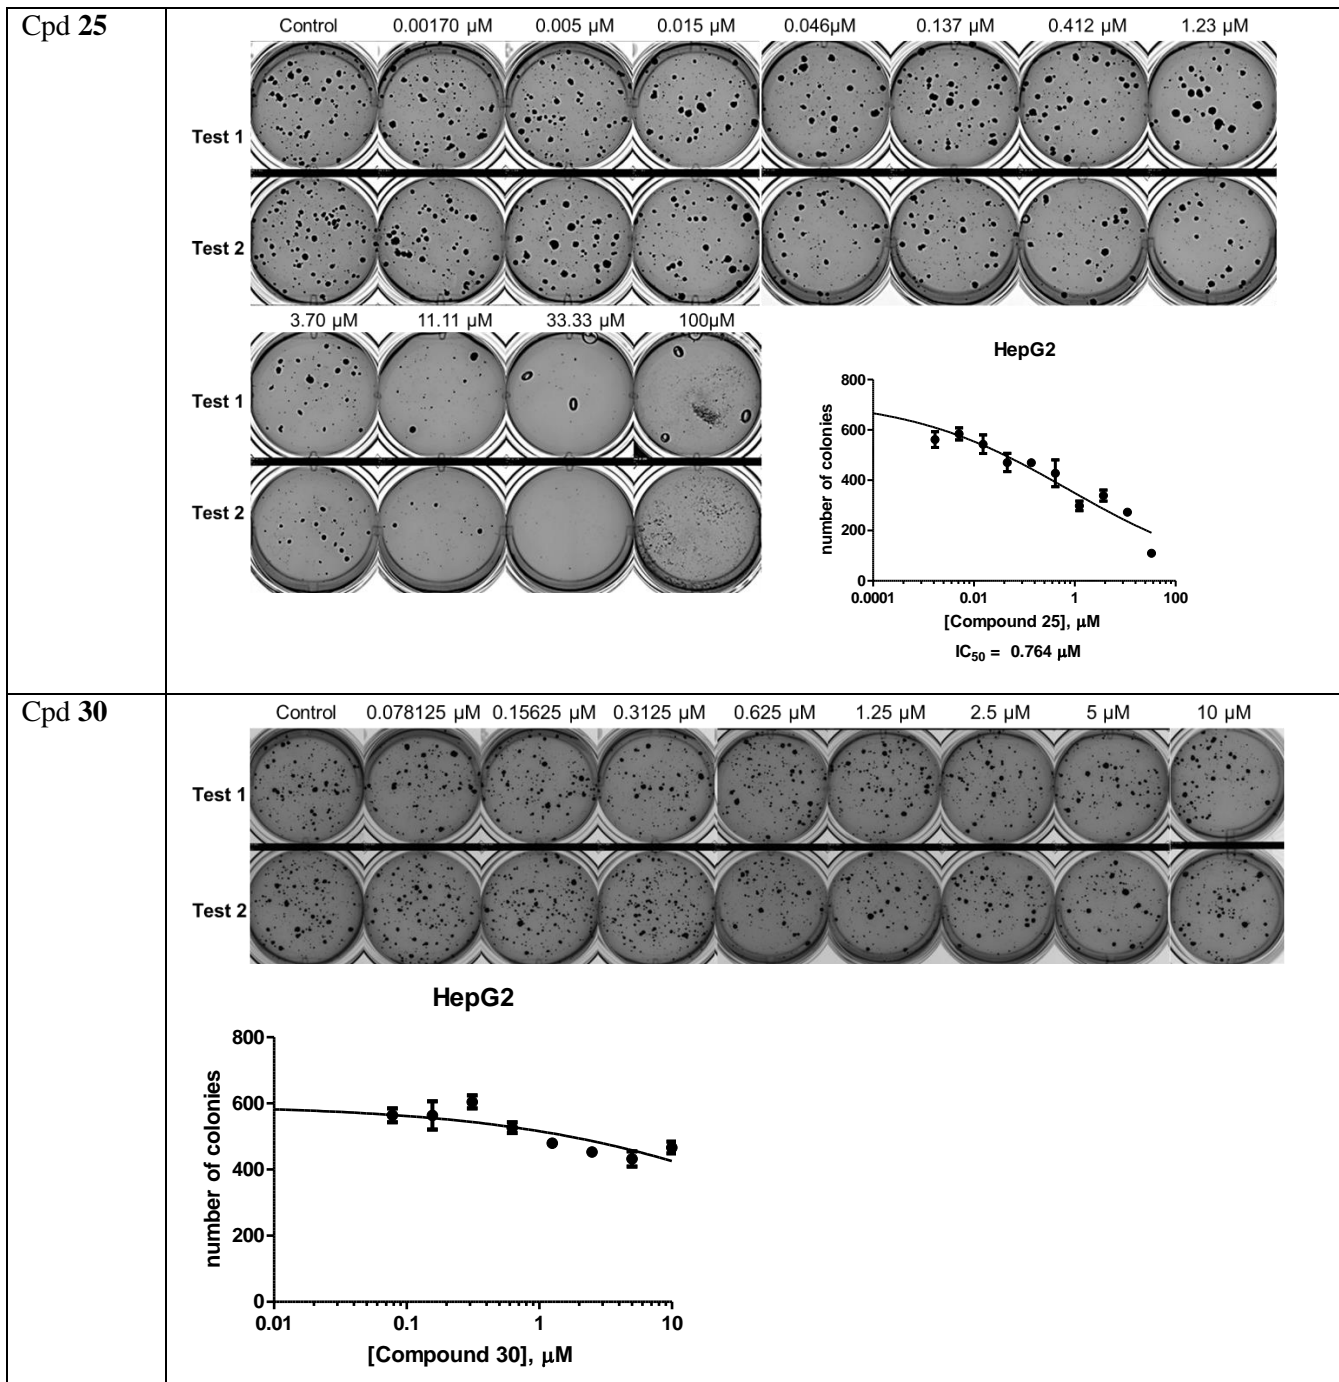 Cpd 25
Control 0.00170 µM 0.005 µM 0.015 µM 0.046µM 0.137 µM 0.412 µM 1.23 µM
Test 1
Test 2
3.70 µM 11.11 µM 33.33 µM 100µM
Test 1
Test 2
HepG2
800
600
400
200
0
number of colonies
0.0001 0.01 1 100
[Compound 25], µM
IC50 = 0.764 µM
Cpd 30
Control 0.078125 µM 0.15625 µM 0.3125 µM 0.625 µM 1.25 µM 2.5 µM 5 µM 10 µM
Test 1
Test 2
HepG2
800
600
400
200
0
number of colonies
0.01 0.1 1 10
[Compound 30], µM